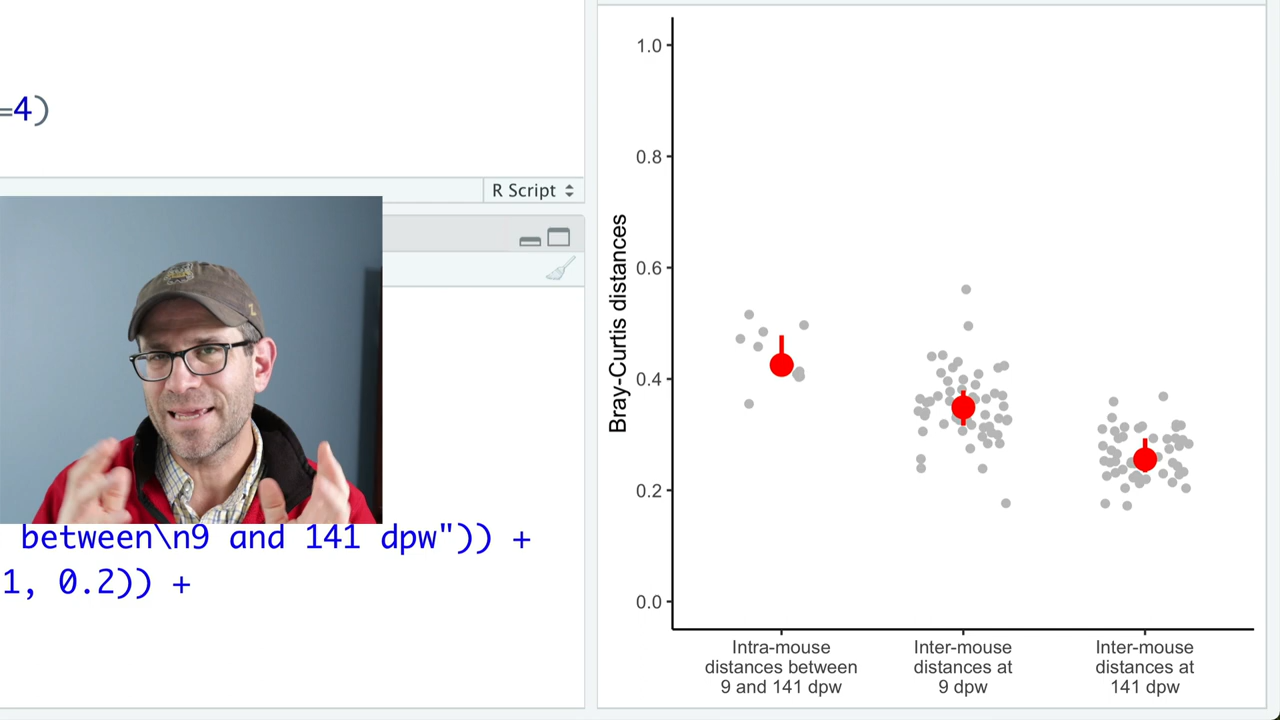 =4)
R Script
between\n9 and 141 dpw")) +
1, 0.2)) +
Bray-Curtis distances
1.0
0.8
0.6
0.4
0.2
0.0
Intra-mouse
distances between
9 and 141 dpw
Inter-mouse
distances at
9 dpw
Inter-mouse
distances at
141 dpw